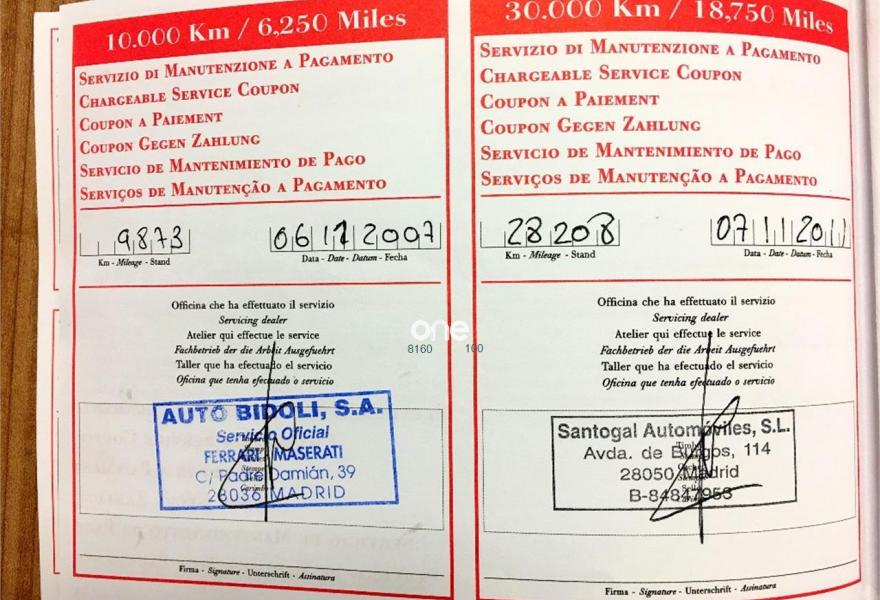 10.000 Km / 6,250 Miles
Servizio di Manutenzione a Pagamento
Chargeable Service Coupon
Coupon a Paiement
Coupon Gegen Zahlung
Servicio de Mantenimiento de Pago
Serviços de Manutenção a Pagamento
9873
06 12 2007
Km - Mileage - Stand
Data - Date - Datum - Fecha
Officina che ha effettuato il servizio
Servicing dealer
Atelier qui effectue le service
Fachbetrieb der die Arbeit Ausgefuehrt
Taller que ha efectuado el servicio
Oficina que tenha efectuado o servicio
AUTO BIDOLI, S.A.
Servicio Oficial
FERRARI MASERATI
C/ Padre Damián, 39
28036 MADRID
Firma - Signature - Unterschrift - Assinatura
30.000 Km / 18,750 Miles
Servizio di Manutenzione a Pagamento
Chargeable Service Coupon
Coupon a Paiement
Coupon Gegen Zahlung
Servicio de Mantenimiento de Pago
Serviços de Manutenção a Pagamento
28208
07 11 2011
Km - Mileage - Stand
Data - Date - Datum - Fecha
Officina che ha effettuato il servizio
Servicing dealer
Atelier qui effectue le service
Fachbetrieb der die Arbeit Ausgefuehrt
Taller que ha efectuado el servicio
Oficina que tenha efectuado o servicio
Santogal Automóviles, S.L.
Avda. de Burgos, 114
28050 Madrid
B-84847953
Firma - Signature - Unterschrift - Assinatura
one
8160 100